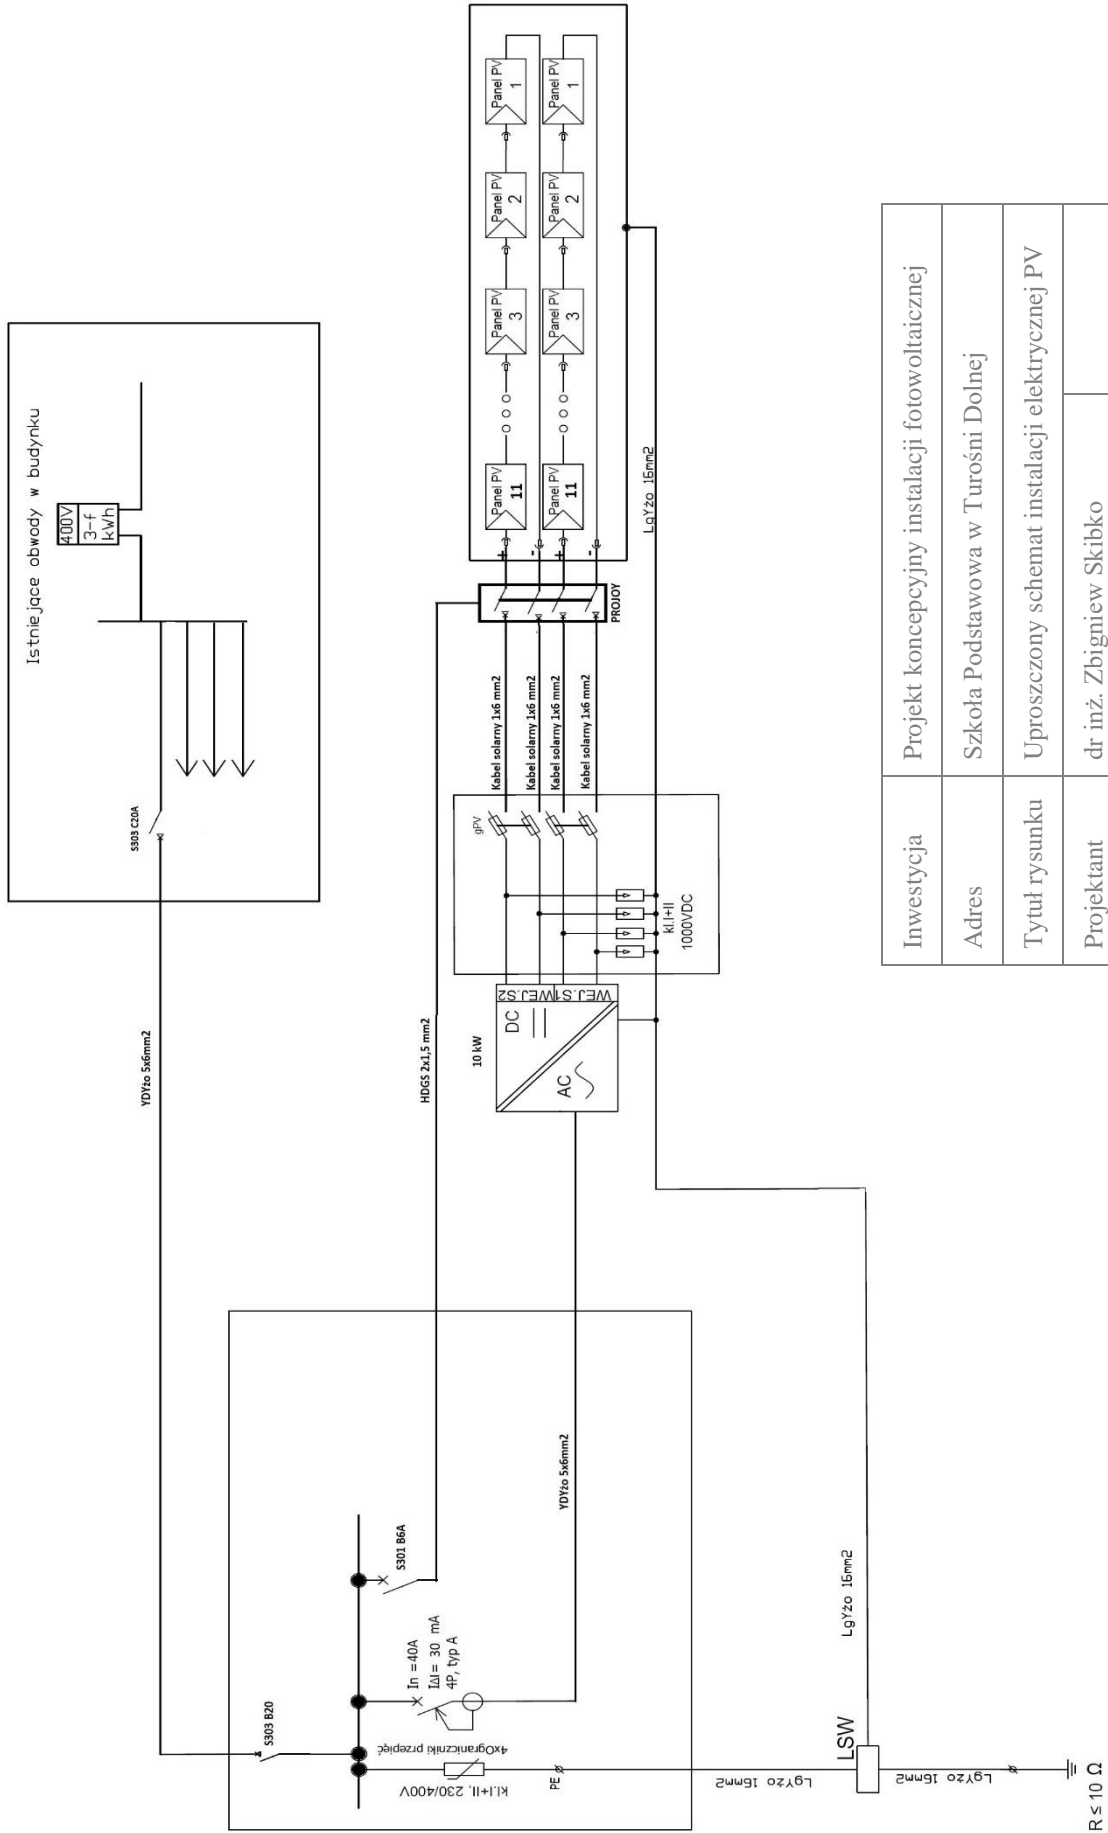 Istniejące obwody w budynku
400V
3-f
kWh
S303 C20A
YDYżo 5x6mm2
HDGS 2x1,5 mm2
Panel PV
1
Panel PV
2
Panel PV
3
Panel PV
11
Panel PV
1
Panel PV
2
Panel PV
3
Panel PV
11
+
-
+
-
PROJOY
LgYżo 16mm2
Kabel solarny 1x6 mm2
Kabel solarny 1x6 mm2
Kabel solarny 1x6 mm2
Kabel solarny 1x6 mm2
gPV
kl.I+II
1000VDC
10 kW
DC
AC
WEJ.S2
WEJ.S1
S303 B20
S301 B6A
In =40A
I∆I= 30 mA
4P, typ A
YDYżo 5x6mm2
4xOgraniczniki przepięć
kl.I+II, 230/400V
PE
LgYżo 16mm2
LSW
LgYżo 16mm2
LgYżo 16mm2
R ≤ 10 Ω
Inwestycja Projekt koncepcyjny instalacji fotowoltaicznej
Adres Szkoła Podstawowa w Turośni Dolnej
Tytuł rysunku Uproszczony schemat instalacji elektrycznej PV
Projektant dr inż. Zbigniew Skibko